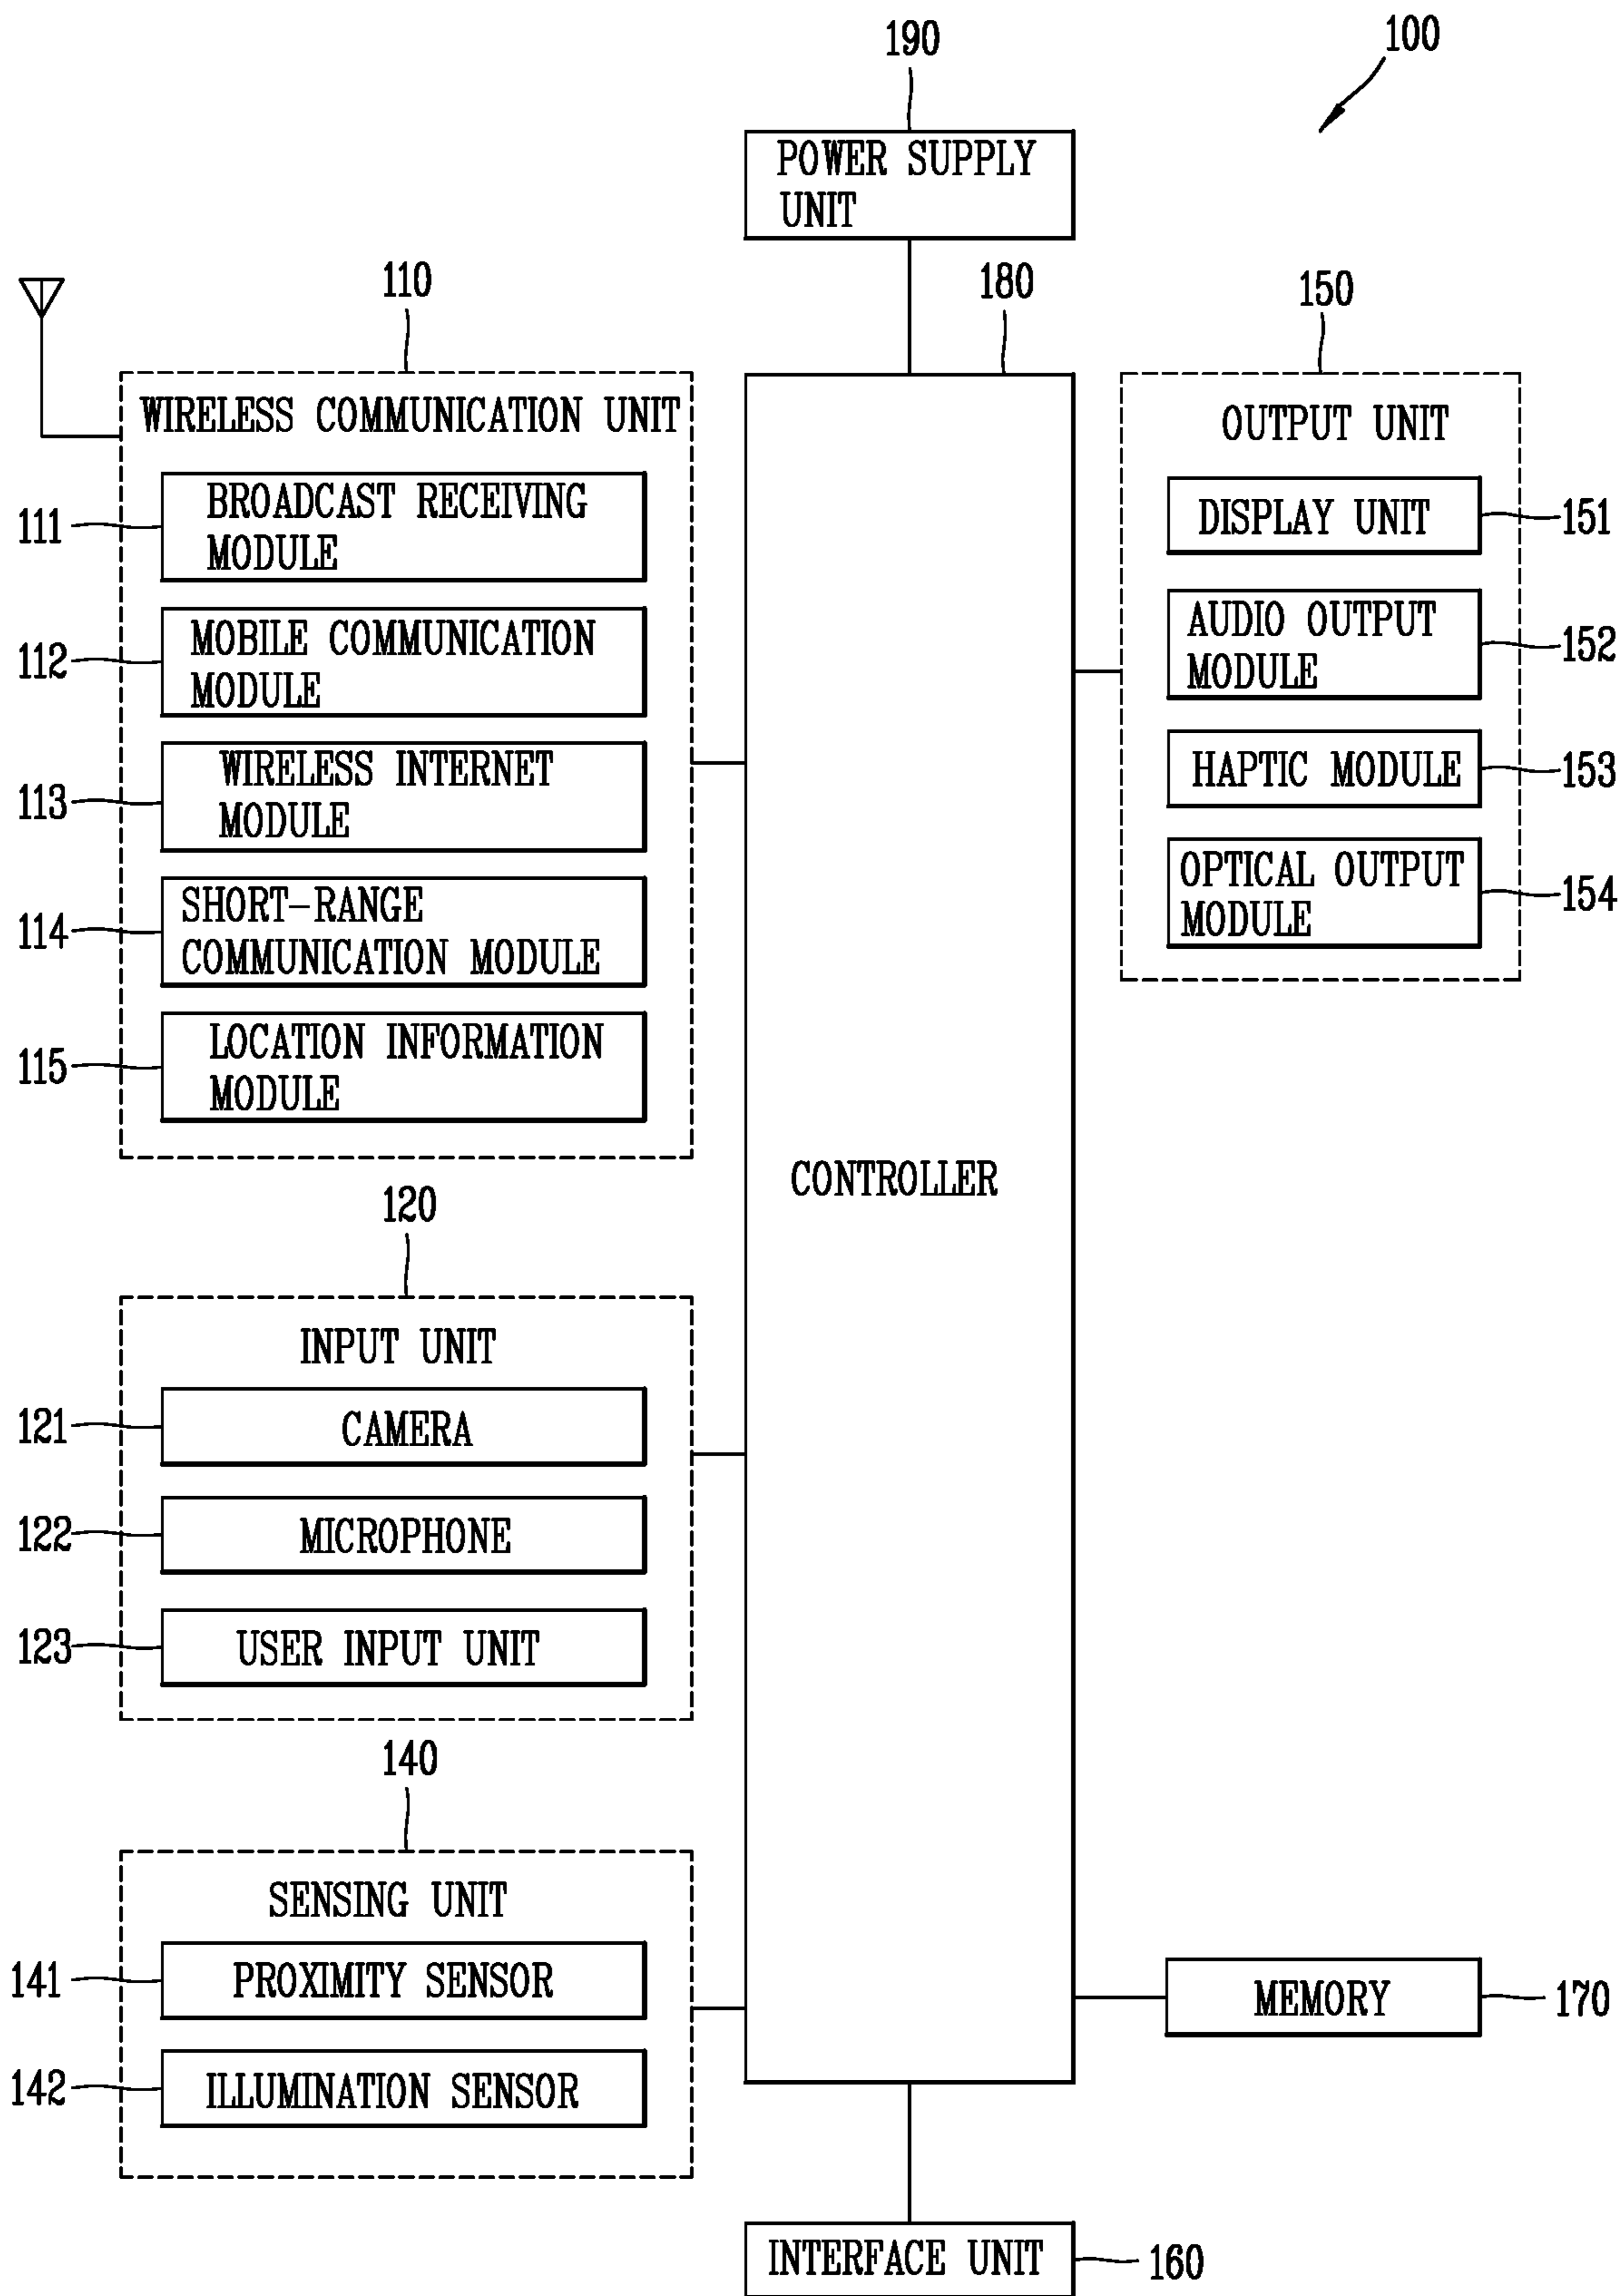 190
100
POWER SUPPLY
UNIT
110
180
150
WIRELESS COMMUNICATION UNIT
111
BROADCAST RECEIVING
MODULE
112
MOBILE COMMUNICATION
MODULE
113
WIRELESS INTERNET
MODULE
114
SHORT-RANGE
COMMUNICATION MODULE
115
LOCATION INFORMATION
MODULE
OUTPUT UNIT
DISPLAY UNIT
151
AUDIO OUTPUT
MODULE
152
HAPTIC MODULE
153
OPTICAL OUTPUT
MODULE
154
CONTROLLER
120
INPUT UNIT
121
CAMERA
122
MICROPHONE
123
USER INPUT UNIT
140
SENSING UNIT
141
PROXIMITY SENSOR
142
ILLUMINATION SENSOR
MEMORY
170
INTERFACE UNIT
160